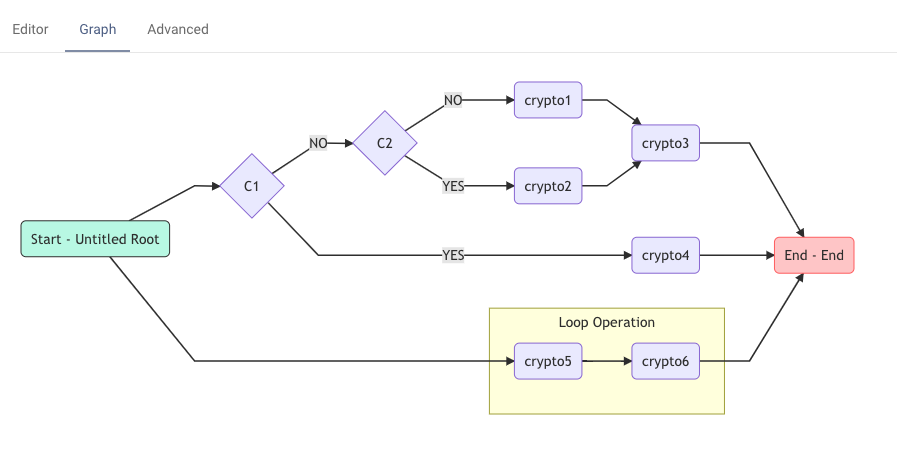 Editor
Graph
Advanced
NO
crypto1
NO
C2
crypto3
C1
YES
crypto2
Start - Untitled Root
YES
crypto4
End - End
Loop Operation
crypto5
crypto6